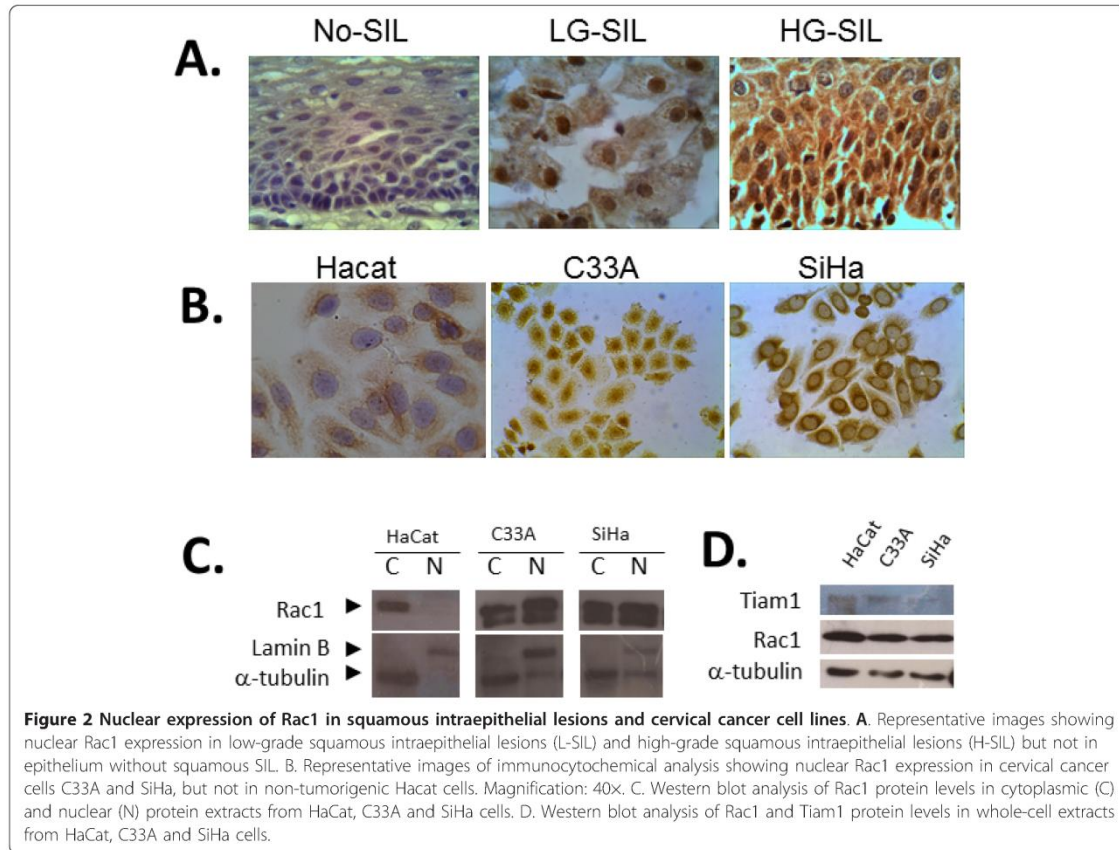 No-SIL LG-SIL HG-SIL
A.
Hacat C33A SiHa
B.
C.
HaCat C33A SiHa
C N C N C N
Rac1
Lamin B
α-tubulin
D.
HaCat C33A SiHa
Tiam1
Rac1
α-tubulin
Figure 2 Nuclear expression of Rac1 in squamous intraepithelial lesions and cervical cancer cell lines. A. Representative images showing
nuclear Rac1 expression in low-grade squamous intraepithelial lesions (L-SIL) and high-grade squamous intraepithelial lesions (H-SIL) but not in
epithelium without squamous SIL. B. Representative images of immunocytochemical analysis showing nuclear Rac1 expression in cervical cancer
cells C33A and SiHa, but not in non-tumorigenic Hacat cells. Magnification: 40×. C. Western blot analysis of Rac1 protein levels in cytoplasmic (C)
and nuclear (N) protein extracts from HaCat, C33A and SiHa cells. D. Western blot analysis of Rac1 and Tiam1 protein levels in whole-cell extracts
from HaCat, C33A and SiHa cells.